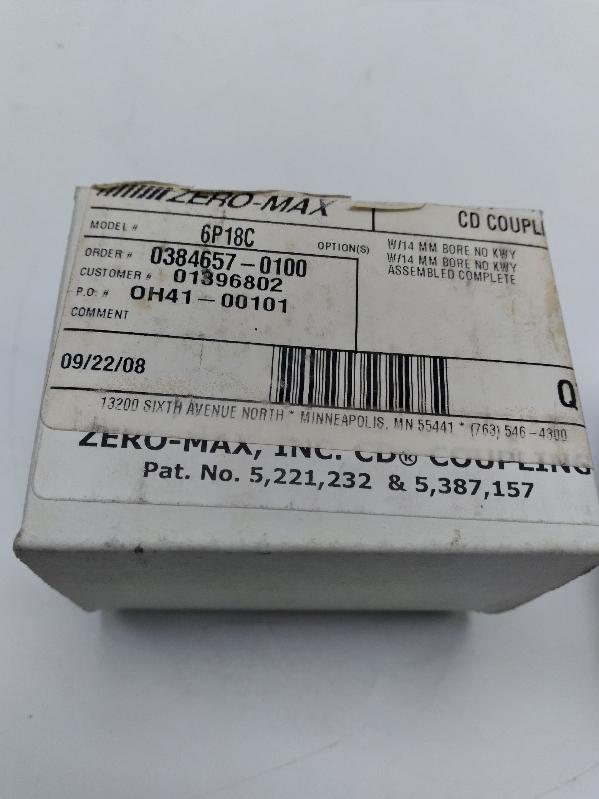 ZERO-MAX
CD COUPLI
MODEL # 6P18C
OPTION(S)
W/14 MM BORE NO KWY
W/14 MM BORE NO KWY
ASSEMBLED COMPLETE
ORDER # 0384657-0100
CUSTOMER # 01396802
P.O. # OH41-00101
COMMENT
09/22/08
Q
13200 SIXTH AVENUE NORTH * MINNEAPOLIS, MN 55441 * (763) 546-4300
ZERO-MAX, INC. CD® COUPLING
Pat. No. 5,221,232 & 5,387,157